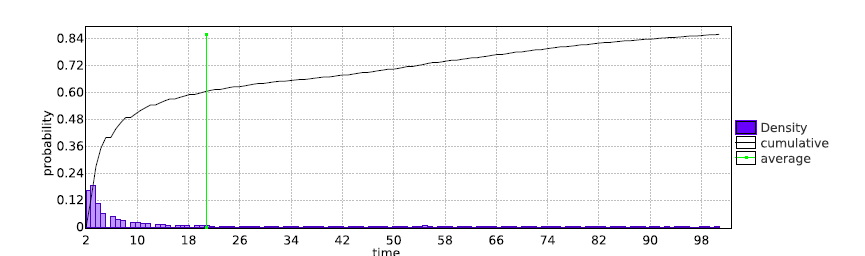 0.84
0.72
0.60
0.48
0.36
0.24
0.12
0
probability
2 10 18 26 34 42 50 58 66 74 82 90 98
time
Density
cumulative
average